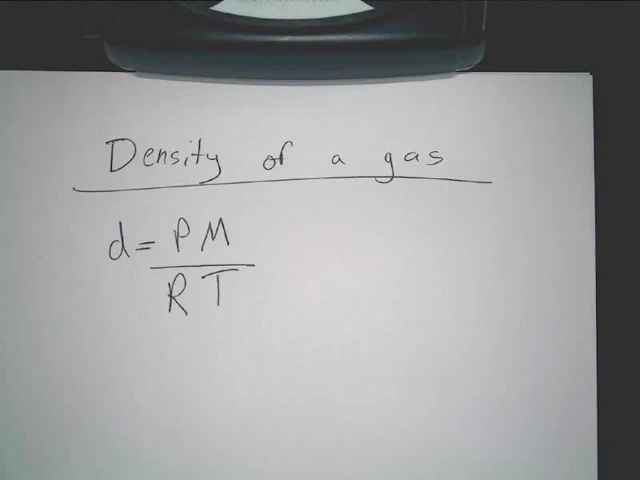 Density of a gas
d = PM
RT